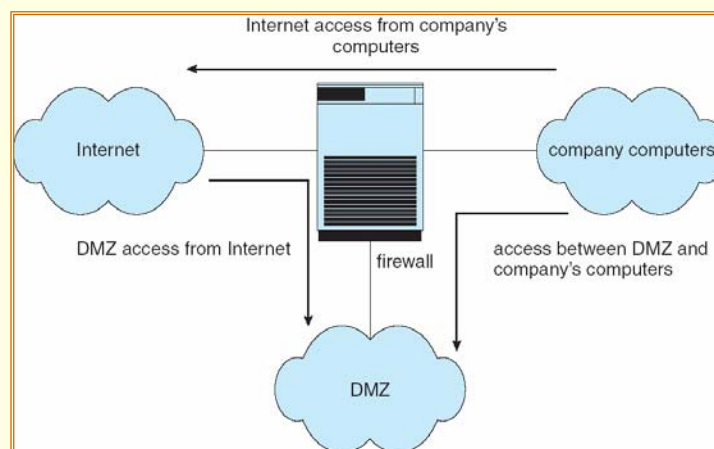 Internet access from company's
computers
Internet
company computers
DMZ access from Internet
firewall
access between DMZ and
company's computers
DMZ